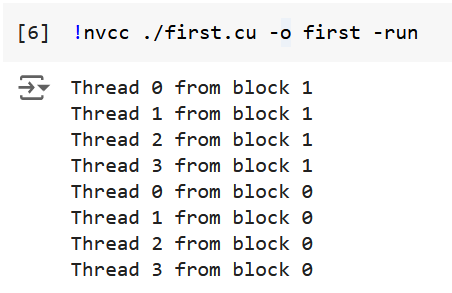 [6] !nvcc ./first.cu -o first -run
Thread 0 from block 1
Thread 1 from block 1
Thread 2 from block 1
Thread 3 from block 1
Thread 0 from block 0
Thread 1 from block 0
Thread 2 from block 0
Thread 3 from block 0